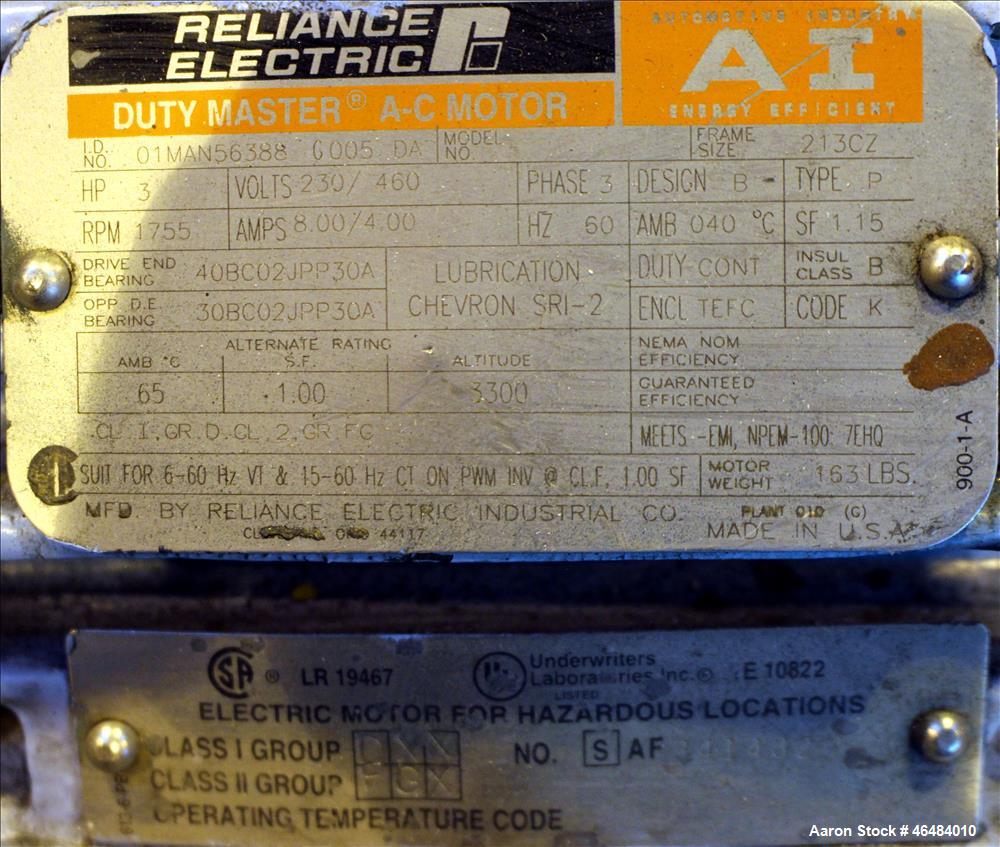 RELIANCE
ELECTRIC
AUTOMOTIVE INDUSTRY
AI
ENERGY EFFICIENT
DUTY MASTER® A-C MOTOR
I.D. NO. 01MAN56388 G005 DA MODEL NO. FRAME SIZE 213CZ
HP 3 VOLTS 230/ 460 PHASE 3 DESIGN B TYPE P
RPM 1755 AMPS 8.00/4.00 HZ 60 AMB 040 °C SF 1.15
DRIVE END BEARING 40BC02JPP30A LUBRICATION DUTY CONT INSUL CLASS B
OPP. D.E. BEARING 30BC02JPP30A CHEVRON SRI-2 ENCL TEFC CODE K
ALTERNATE RATING NEMA NOM EFFICIENCY
AMB °C S.F. ALTITUDE
65 1.00 3300 GUARANTEED EFFICIENCY
CL.I,GR.D.CL.2,GR.FG MEETS -EMI, NPEM-100 7EHQ
SUIT FOR 6-60 Hz VT & 15-60 Hz CT ON PWM INV @ CL.F, 1.00 SF MOTOR WEIGHT 163 LBS.
MFD. BY RELIANCE ELECTRIC INDUSTRIAL CO. PLANT 010 (G)
44117 MADE IN U.S.A.
900-1-A
SA ® LR 19467 UL Underwriters Laboratories Inc.® E 10822
LISTED
ELECTRIC MOTOR FOR HAZARDOUS LOCATIONS
CLASS I GROUP D X X NO. S AF
CLASS II GROUP F G X
OPERATING TEMPERATURE CODE
Aaron Stock # 46484010